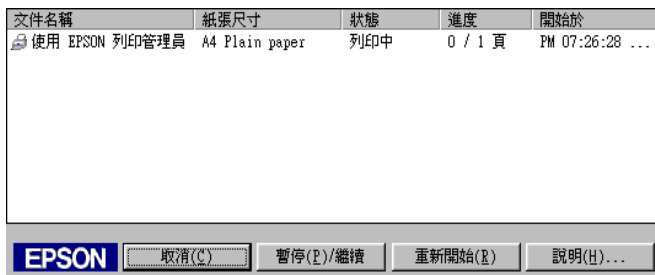 文件名稱 紙張尺寸 狀態 進度 開始於
使用 EPSON 列印管理員 A4 Plain paper 列印中 0 / 1 頁 PM 07:26:28 ...
EPSON 取消(C) 暫停(P)/繼續 重新開始(R) 說明(H)...